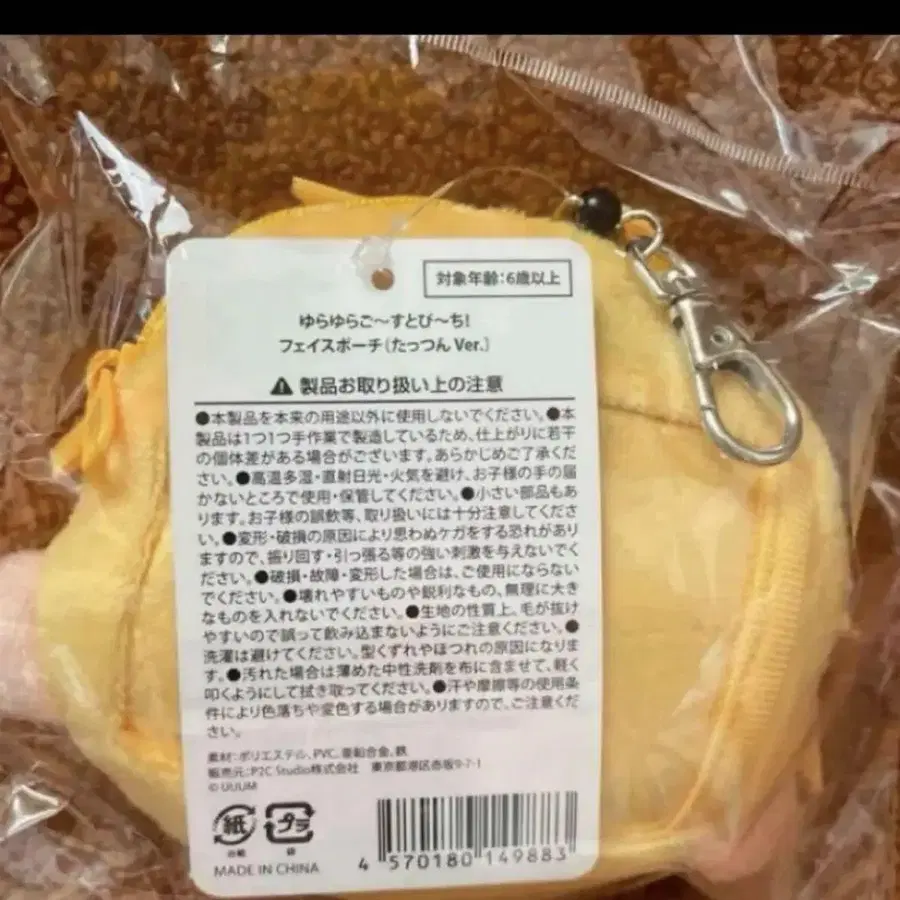 対象年齢:6歳以上
ゆらゆらご〜すとび〜ち!
フェイスポーチ(たっつん Ver.)
⚠ 製品お取り扱い上の注意
●本製品を本来の用途以外に使用しないでください。●本
製品は1つ1つ手作業で製造しているため、仕上がりに若干
の個体差がある場合がございます。あらかじめご了承くだ
さい。●高温多湿・直射日光・火気を避け、お子様の手の届
かないところで使用・保管してください。●小さい部品もあ
ります。お子様の誤飲等、取り扱いには十分注意してくださ
い。●変形・破損の原因により思わぬケガをする恐れがあり
ますので、振り回す・引っ張る等の強い刺激を与えないでく
ださい。●破損・故障・変形した場合は、ご使用にならない
でください。●壊れやすいものや鋭利なもの、無理に大き
なものを入れないでください。●生地の性質上、毛が抜け
やすいので誤って飲み込まないようにご注意ください。●
洗濯は避けてください。型くずれやほつれの原因になりま
す。●汚れた場合は薄めた中性洗剤を布に含ませて、軽く
叩くようにして拭き取ってください。●汗や摩擦等の使用条
件により色落ちや変色する場合がありますので、ご注意くだ
さい。
素材:ポリエステル、PVC、亜鉛合金、鉄
販売元:P2C Studio株式会社 東京都港区赤坂9-7-1
© UUUM
紙 プラ
台紙 袋
MADE IN CHINA
4 570180 149883